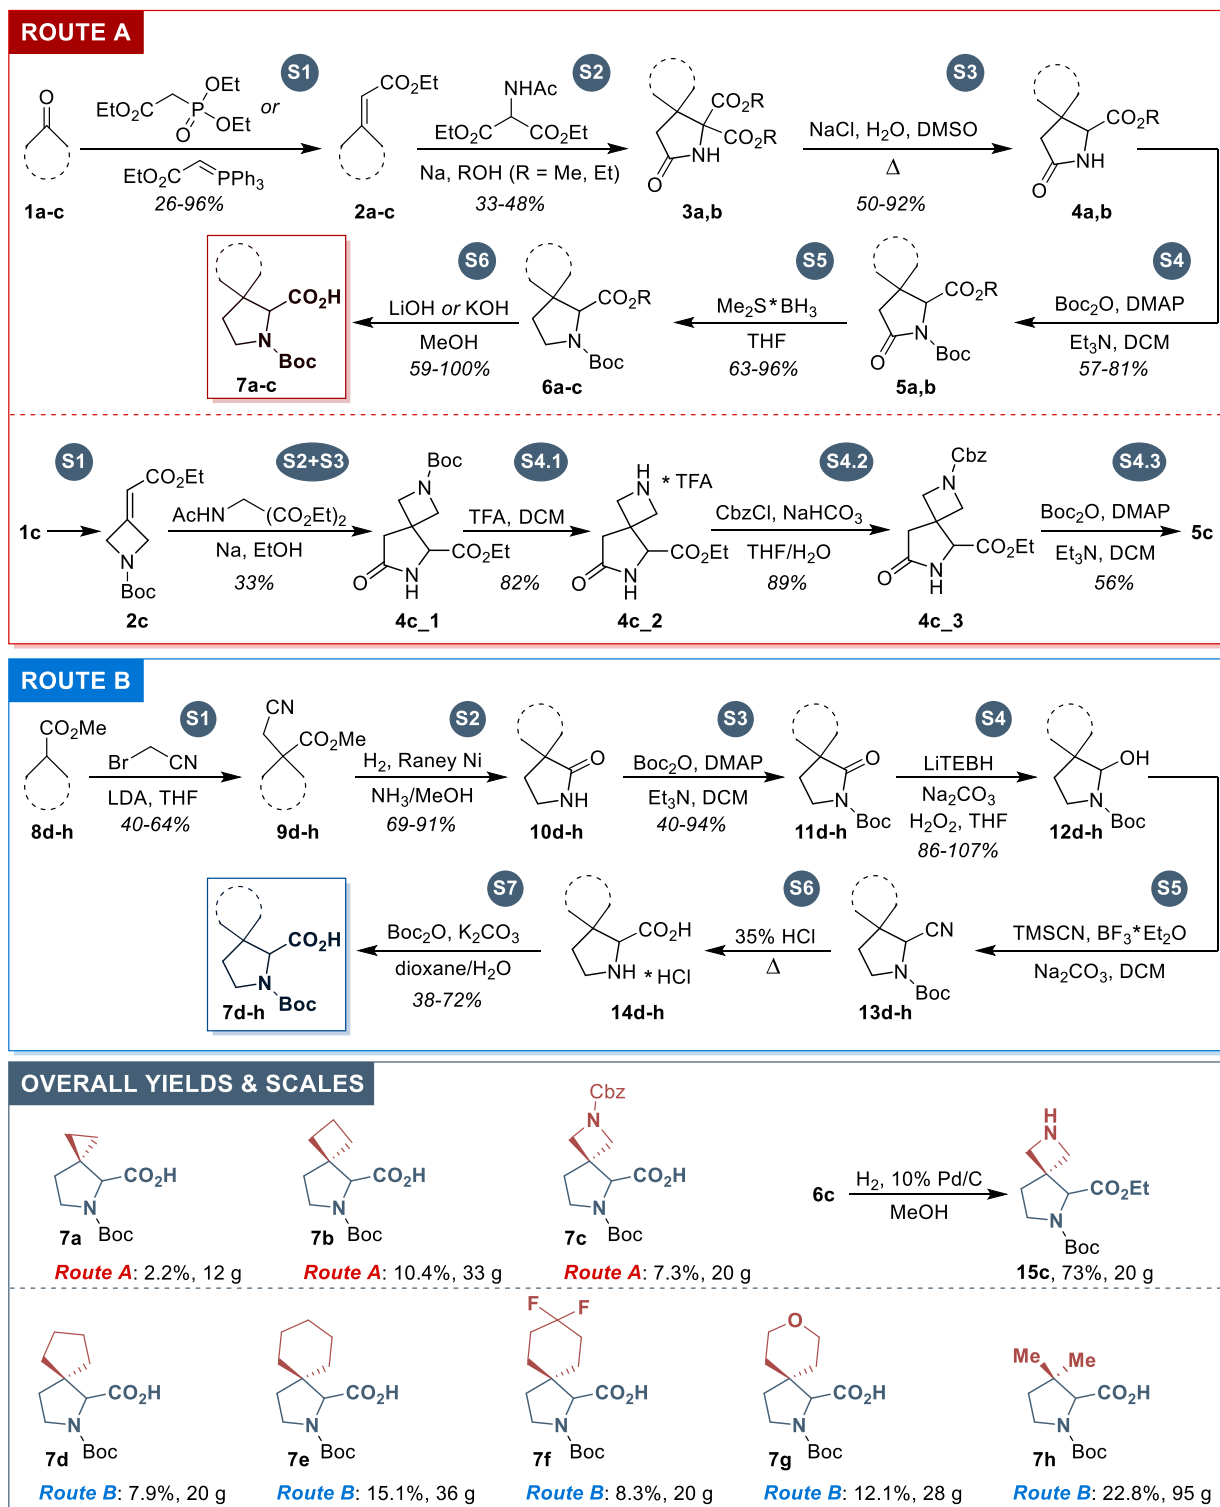 ROUTE A
S1
S2
S3
EtO₂C
P
O
OEt
OEt
or
EtO₂C
PPh₃
26-96%
O
1a-c
CO₂Et
2a-c
NHAc
EtO₂C
CO₂Et
Na, ROH (R = Me, Et)
33-48%
CO₂R
CO₂R
NH
O
3a,b
NaCl, H₂O, DMSO
Δ
50-92%
CO₂R
NH
O
4a,b
S4
Boc₂O, DMAP
Et₃N, DCM
57-81%
CO₂R
N
Boc
O
5a,b
S5
Me₂S*BH₃
THF
63-96%
CO₂R
N
Boc
6a-c
S6
LiOH or KOH
MeOH
59-100%
CO₂H
N
Boc
7a-c
S1
S2+S3
S4.1
S4.2
S4.3
1c
CO₂Et
N
Boc
2c
AcHN
(CO₂Et)₂
Na, EtOH
33%
Boc
N
CO₂Et
O
N
H
4c_1
TFA, DCM
82%
H
N
* TFA
CO₂Et
O
N
H
4c_2
CbzCl, NaHCO₃
THF/H₂O
89%
Cbz
N
CO₂Et
O
N
H
4c_3
Boc₂O, DMAP
Et₃N, DCM
56%
5c
ROUTE B
S1
S2
S3
S4
CO₂Me
8d-h
Br
CN
LDA, THF
40-64%
CN
CO₂Me
9d-h
H₂, Raney Ni
NH₃/MeOH
69-91%
O
NH
10d-h
Boc₂O, DMAP
Et₃N, DCM
40-94%
O
N
Boc
11d-h
LiTEBH
Na₂CO₃
H₂O₂, THF
86-107%
OH
N
Boc
12d-h
S5
TMSCN, BF₃*Et₂O
Na₂CO₃, DCM
CN
N
Boc
13d-h
S6
35% HCl
Δ
CO₂H
NH
* HCl
14d-h
S7
Boc₂O, K₂CO₃
dioxane/H₂O
38-72%
CO₂H
N
Boc
7d-h
OVERALL YIELDS & SCALES
CO₂H
N
Boc
7a
Route A: 2.2%, 12 g
CO₂H
N
Boc
7b
Route A: 10.4%, 33 g
Cbz
N
CO₂H
N
Boc
7c
Route A: 7.3%, 20 g
6c
H₂, 10% Pd/C
MeOH
H
N
CO₂Et
N
Boc
15c, 73%, 20 g
CO₂H
N
Boc
7d
Route B: 7.9%, 20 g
CO₂H
N
Boc
7e
Route B: 15.1%, 36 g
F
F
CO₂H
N
Boc
7f
Route B: 8.3%, 20 g
O
CO₂H
N
Boc
7g
Route B: 12.1%, 28 g
Me
Me
CO₂H
N
Boc
7h
Route B: 22.8%, 95 g